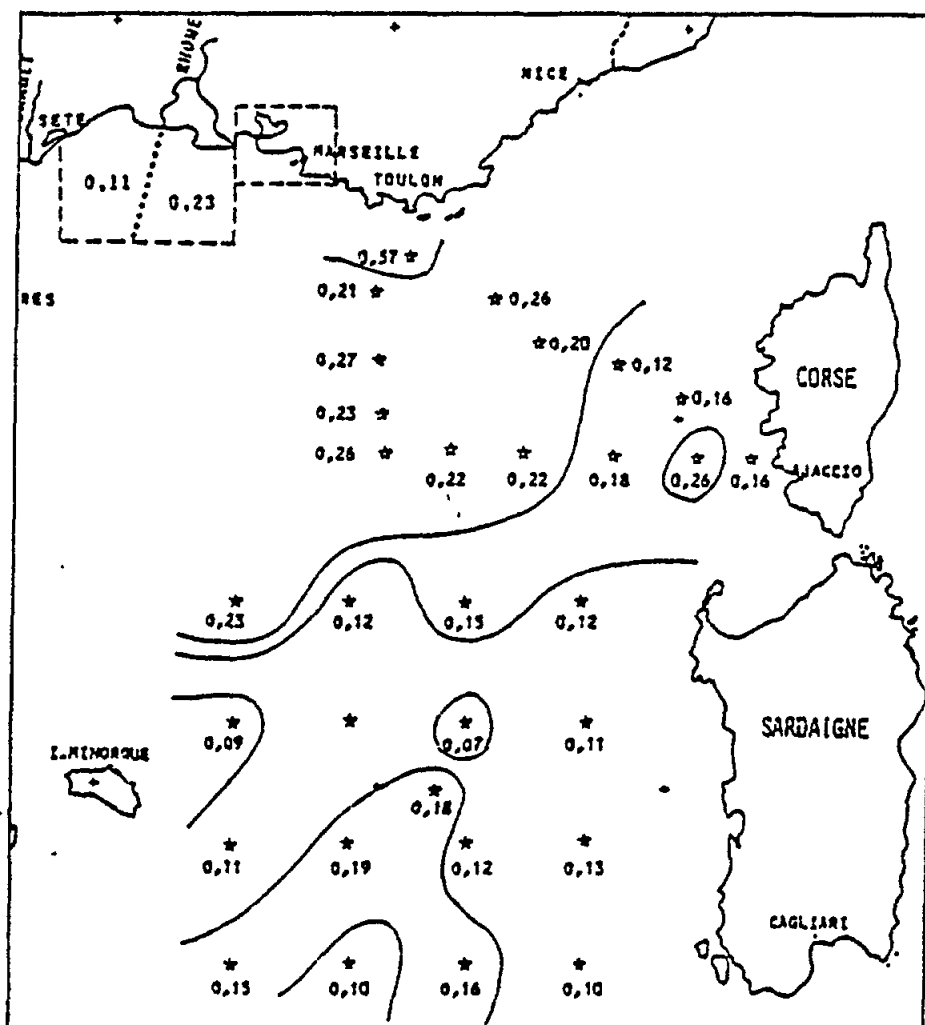 RHONE
NICE
SETE
MARSEILLE
TOULON
0,11
0,23
0,37
0,21
0,26
RES
0,20
0,27
0,12
CORSE
0,16
0,23
0,26
AJACCIO
0,22
0,22
0,18
0,26
0,16
0,23
0,12
0,15
0,12
SARDAIGNE
0,09
0,07
0,11
I.MINORQUE
0,18
0,11
0,19
0,12
0,13
CAGLIARI
0,15
0,10
0,16
0,10